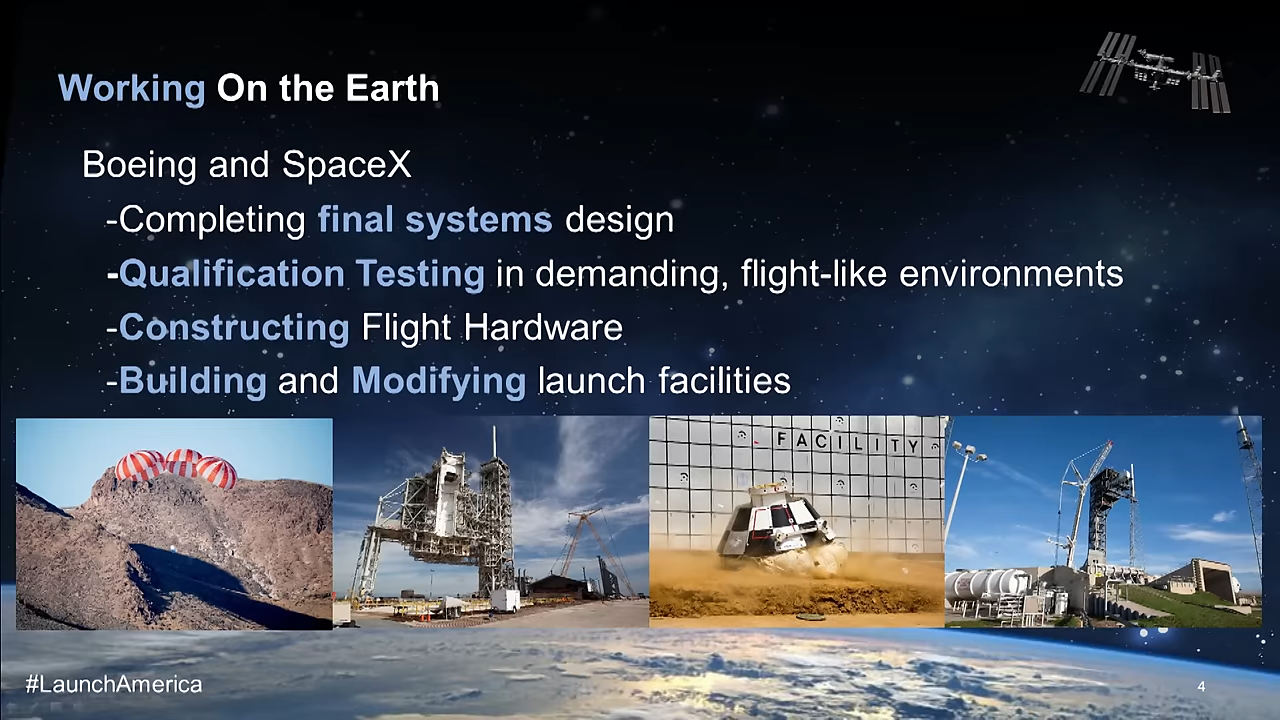 Working On the Earth
Boeing and SpaceX
-Completing final systems design
-Qualification Testing in demanding, flight-like environments
-Constructing Flight Hardware
-Building and Modifying launch facilities
FACILITY
#LaunchAmerica
4